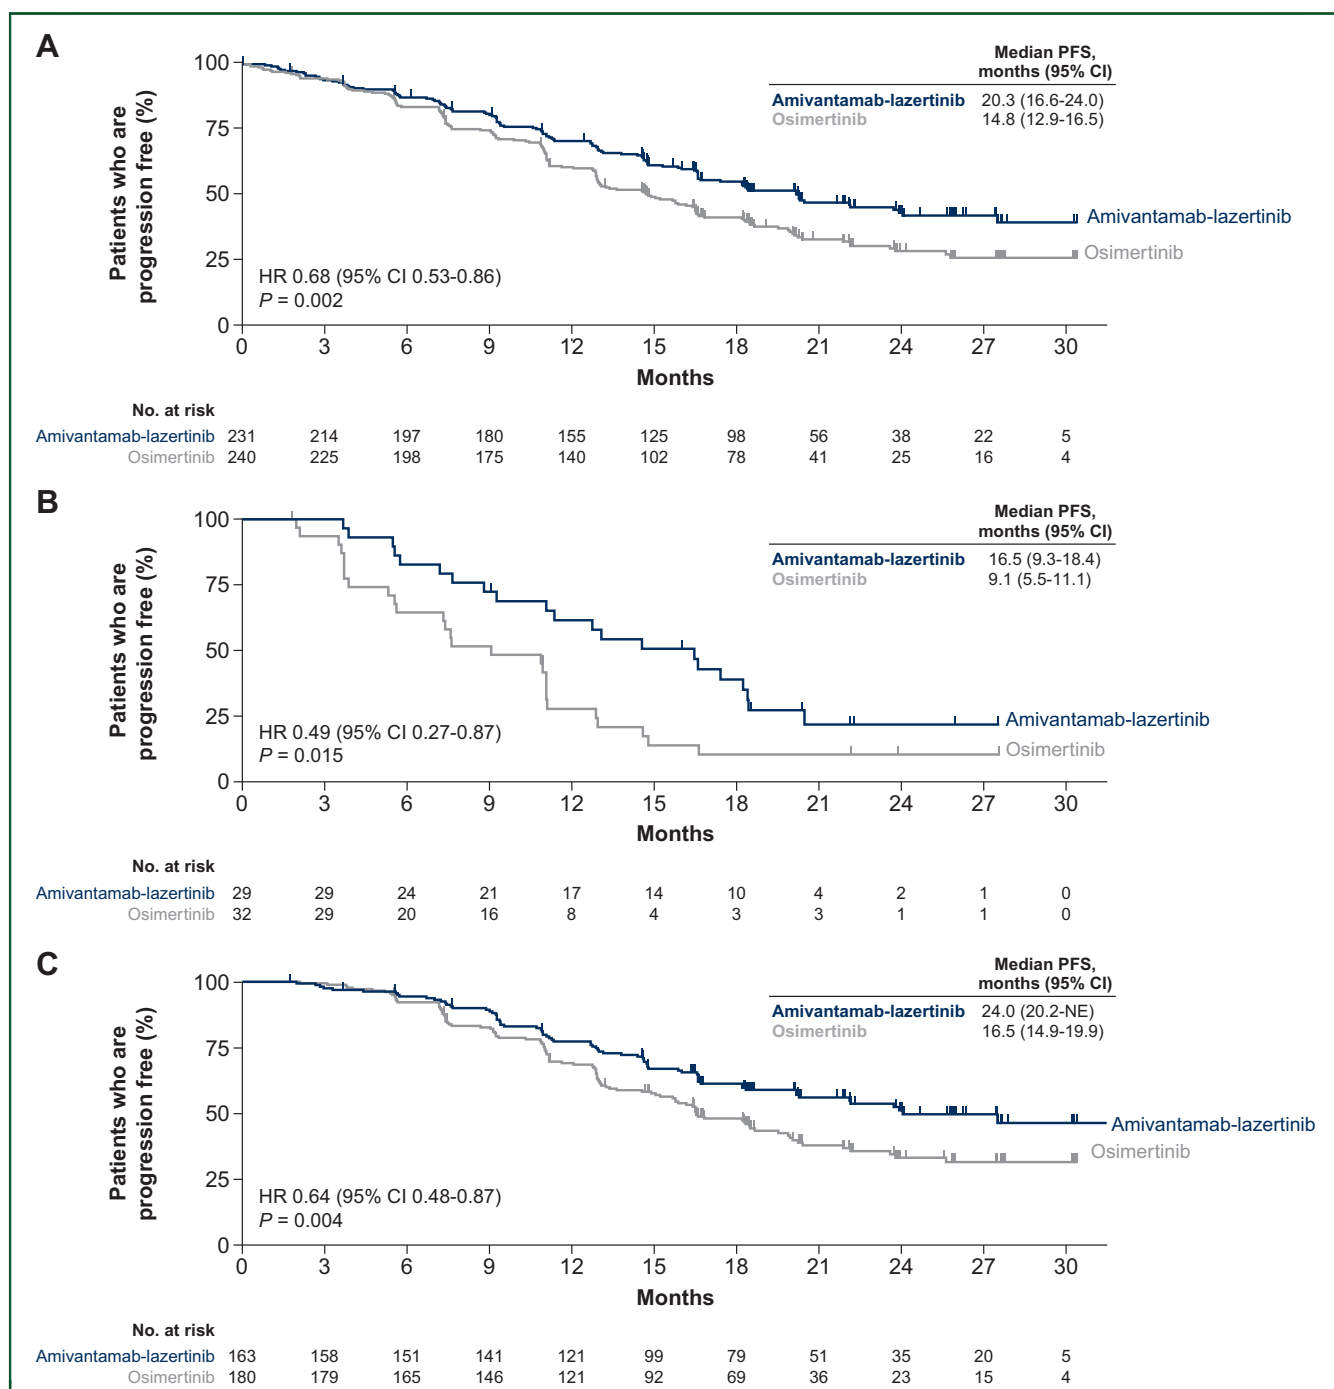 A
Patients who are
progression free (%)
100
75
50
25
0
Median PFS,
months (95% CI)
Amivantamab-lazertinib 20.3 (16.6-24.0)
Osimertinib 14.8 (12.9-16.5)
Amivantamab-lazertinib
Osimertinib
HR 0.68 (95% CI 0.53-0.86)
P = 0.002
0 3 6 9 12 15 18 21 24 27 30
Months
No. at risk
Amivantamab-lazertinib 231 214 197 180 155 125 98 56 38 22 5
Osimertinib 240 225 198 175 140 102 78 41 25 16 4
B
Patients who are
progression free (%)
100
75
50
25
0
Median PFS,
months (95% CI)
Amivantamab-lazertinib 16.5 (9.3-18.4)
Osimertinib 9.1 (5.5-11.1)
Amivantamab-lazertinib
Osimertinib
HR 0.49 (95% CI 0.27-0.87)
P = 0.015
0 3 6 9 12 15 18 21 24 27 30
Months
No. at risk
Amivantamab-lazertinib 29 29 24 21 17 14 10 4 2 1 0
Osimertinib 32 29 20 16 8 4 3 3 1 1 0
C
Patients who are
progression free (%)
100
75
50
25
0
Median PFS,
months (95% CI)
Amivantamab-lazertinib 24.0 (20.2-NE)
Osimertinib 16.5 (14.9-19.9)
Amivantamab-lazertinib
Osimertinib
HR 0.64 (95% CI 0.48-0.87)
P = 0.004
0 3 6 9 12 15 18 21 24 27 30
Months
No. at risk
Amivantamab-lazertinib 163 158 151 141 121 99 79 51 35 20 5
Osimertinib 180 179 165 146 121 92 69 36 23 15 4